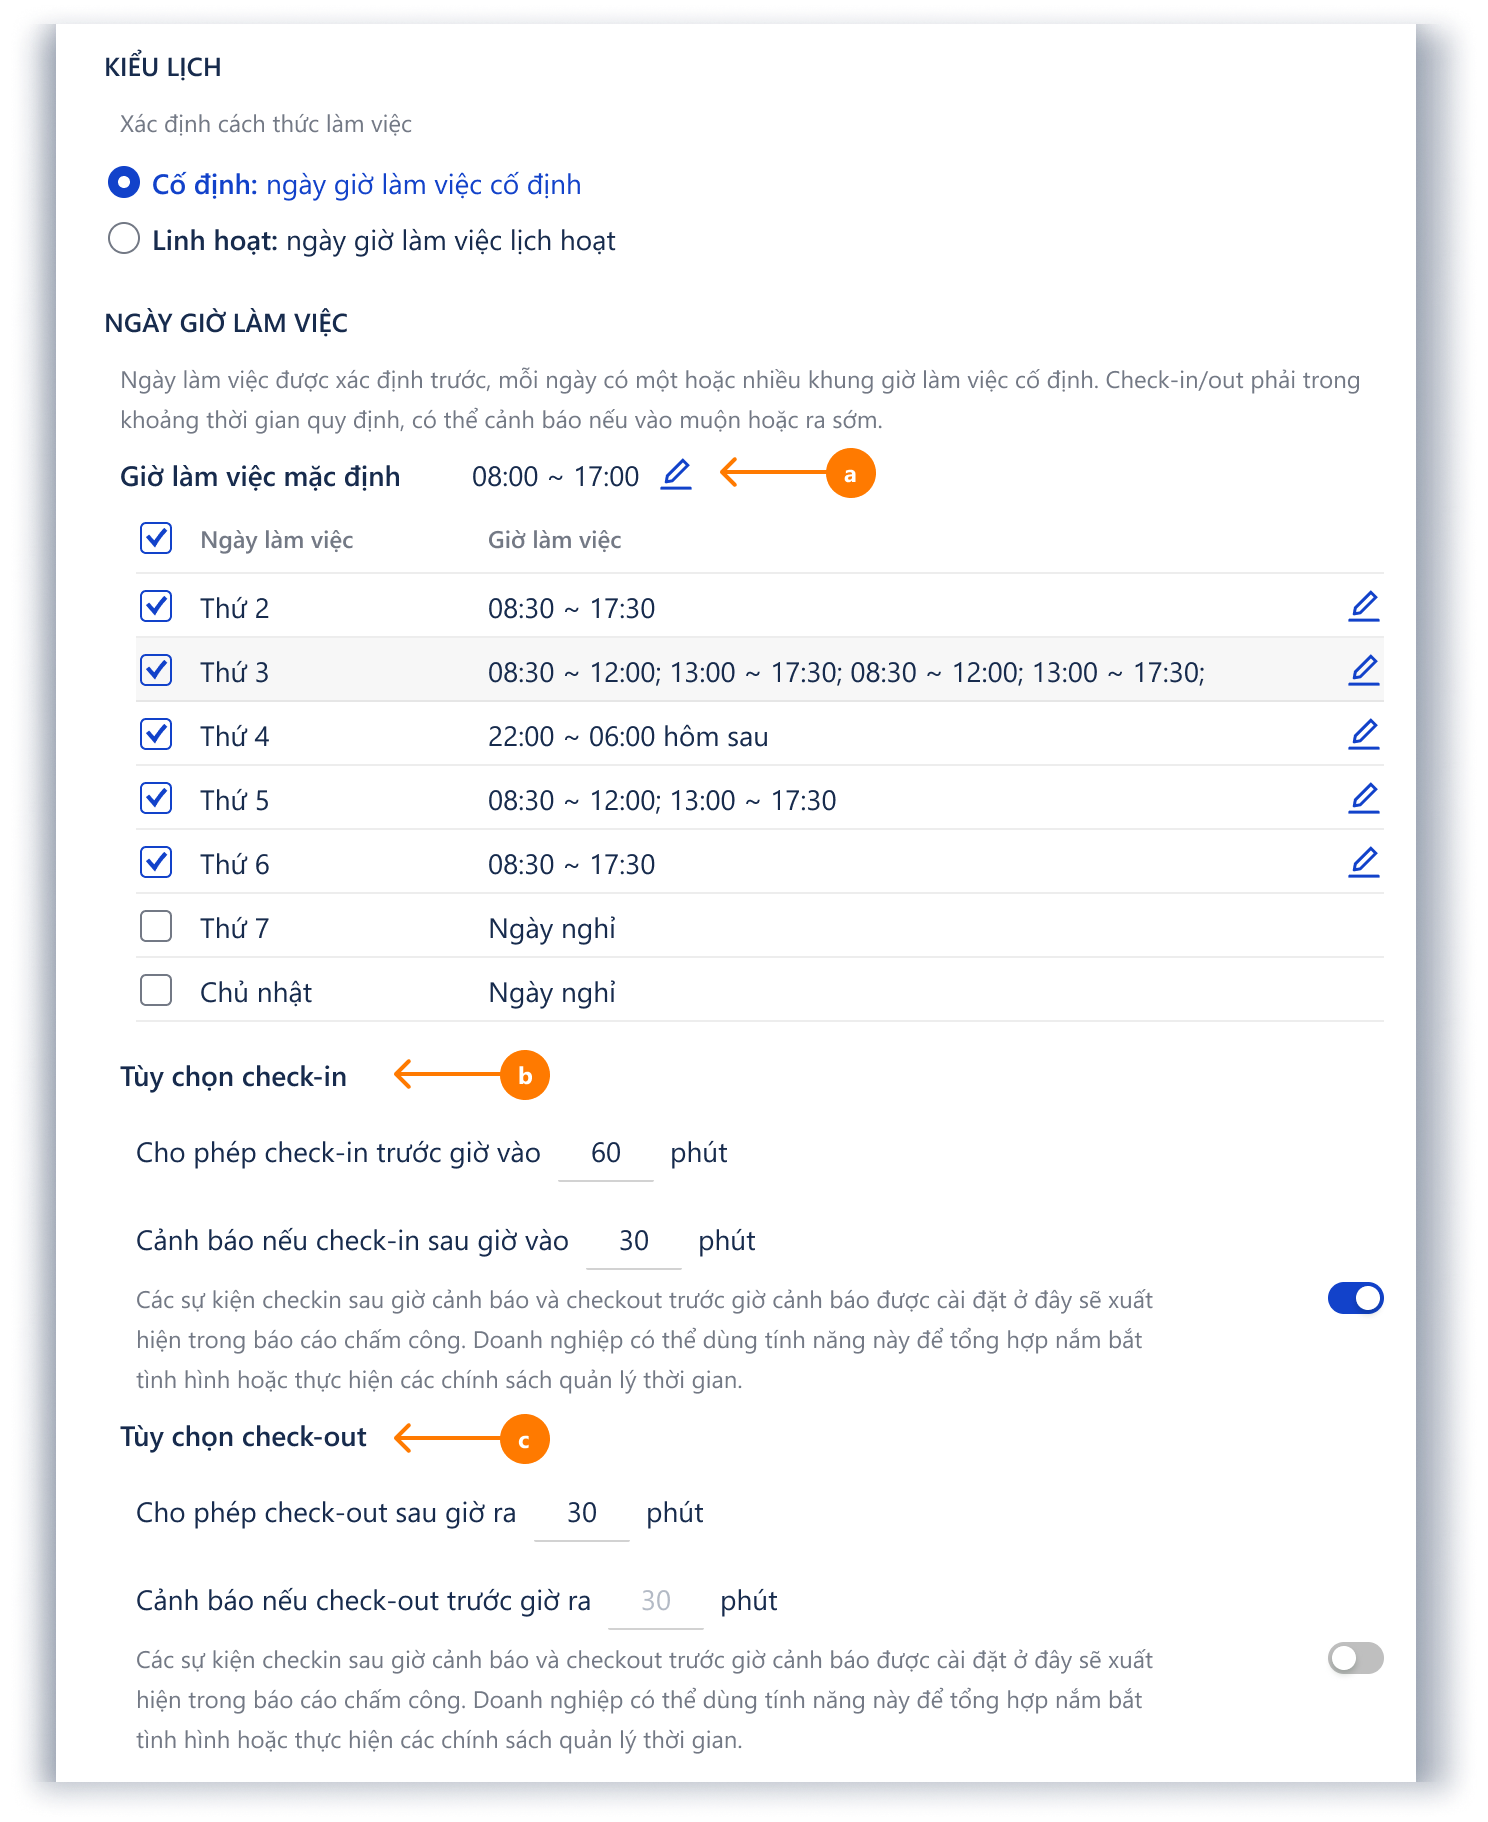 KIỂU LỊCH
Xác định cách thức làm việc
Cố định: ngày giờ làm việc cố định
Linh hoạt: ngày giờ làm việc lịch hoạt
NGÀY GIỜ LÀM VIỆC
Ngày làm việc được xác định trước, mỗi ngày có một hoặc nhiều khung giờ làm việc cố định. Check-in/out phải trong
khoảng thời gian quy định, có thể cảnh báo nếu vào muộn hoặc ra sớm.
Giờ làm việc mặc định 08:00 ~ 17:00 a
Ngày làm việc Giờ làm việc
Thứ 2 08:30 ~ 17:30
Thứ 3 08:30 ~ 12:00; 13:00 ~ 17:30; 08:30 ~ 12:00; 13:00 ~ 17:30;
Thứ 4 22:00 ~ 06:00 hôm sau
Thứ 5 08:30 ~ 12:00; 13:00 ~ 17:30
Thứ 6 08:30 ~ 17:30
Thứ 7 Ngày nghỉ
Chủ nhật Ngày nghỉ
Tùy chọn check-in b
Cho phép check-in trước giờ vào 60 phút
Cảnh báo nếu check-in sau giờ vào 30 phút
Các sự kiện checkin sau giờ cảnh báo và checkout trước giờ cảnh báo được cài đặt ở đây sẽ xuất
hiện trong báo cáo chấm công. Doanh nghiệp có thể dùng tính năng này để tổng hợp nắm bắt
tình hình hoặc thực hiện các chính sách quản lý thời gian.
Tùy chọn check-out c
Cho phép check-out sau giờ ra 30 phút
Cảnh báo nếu check-out trước giờ ra 30 phút
Các sự kiện checkin sau giờ cảnh báo và checkout trước giờ cảnh báo được cài đặt ở đây sẽ xuất
hiện trong báo cáo chấm công. Doanh nghiệp có thể dùng tính năng này để tổng hợp nắm bắt
tình hình hoặc thực hiện các chính sách quản lý thời gian.